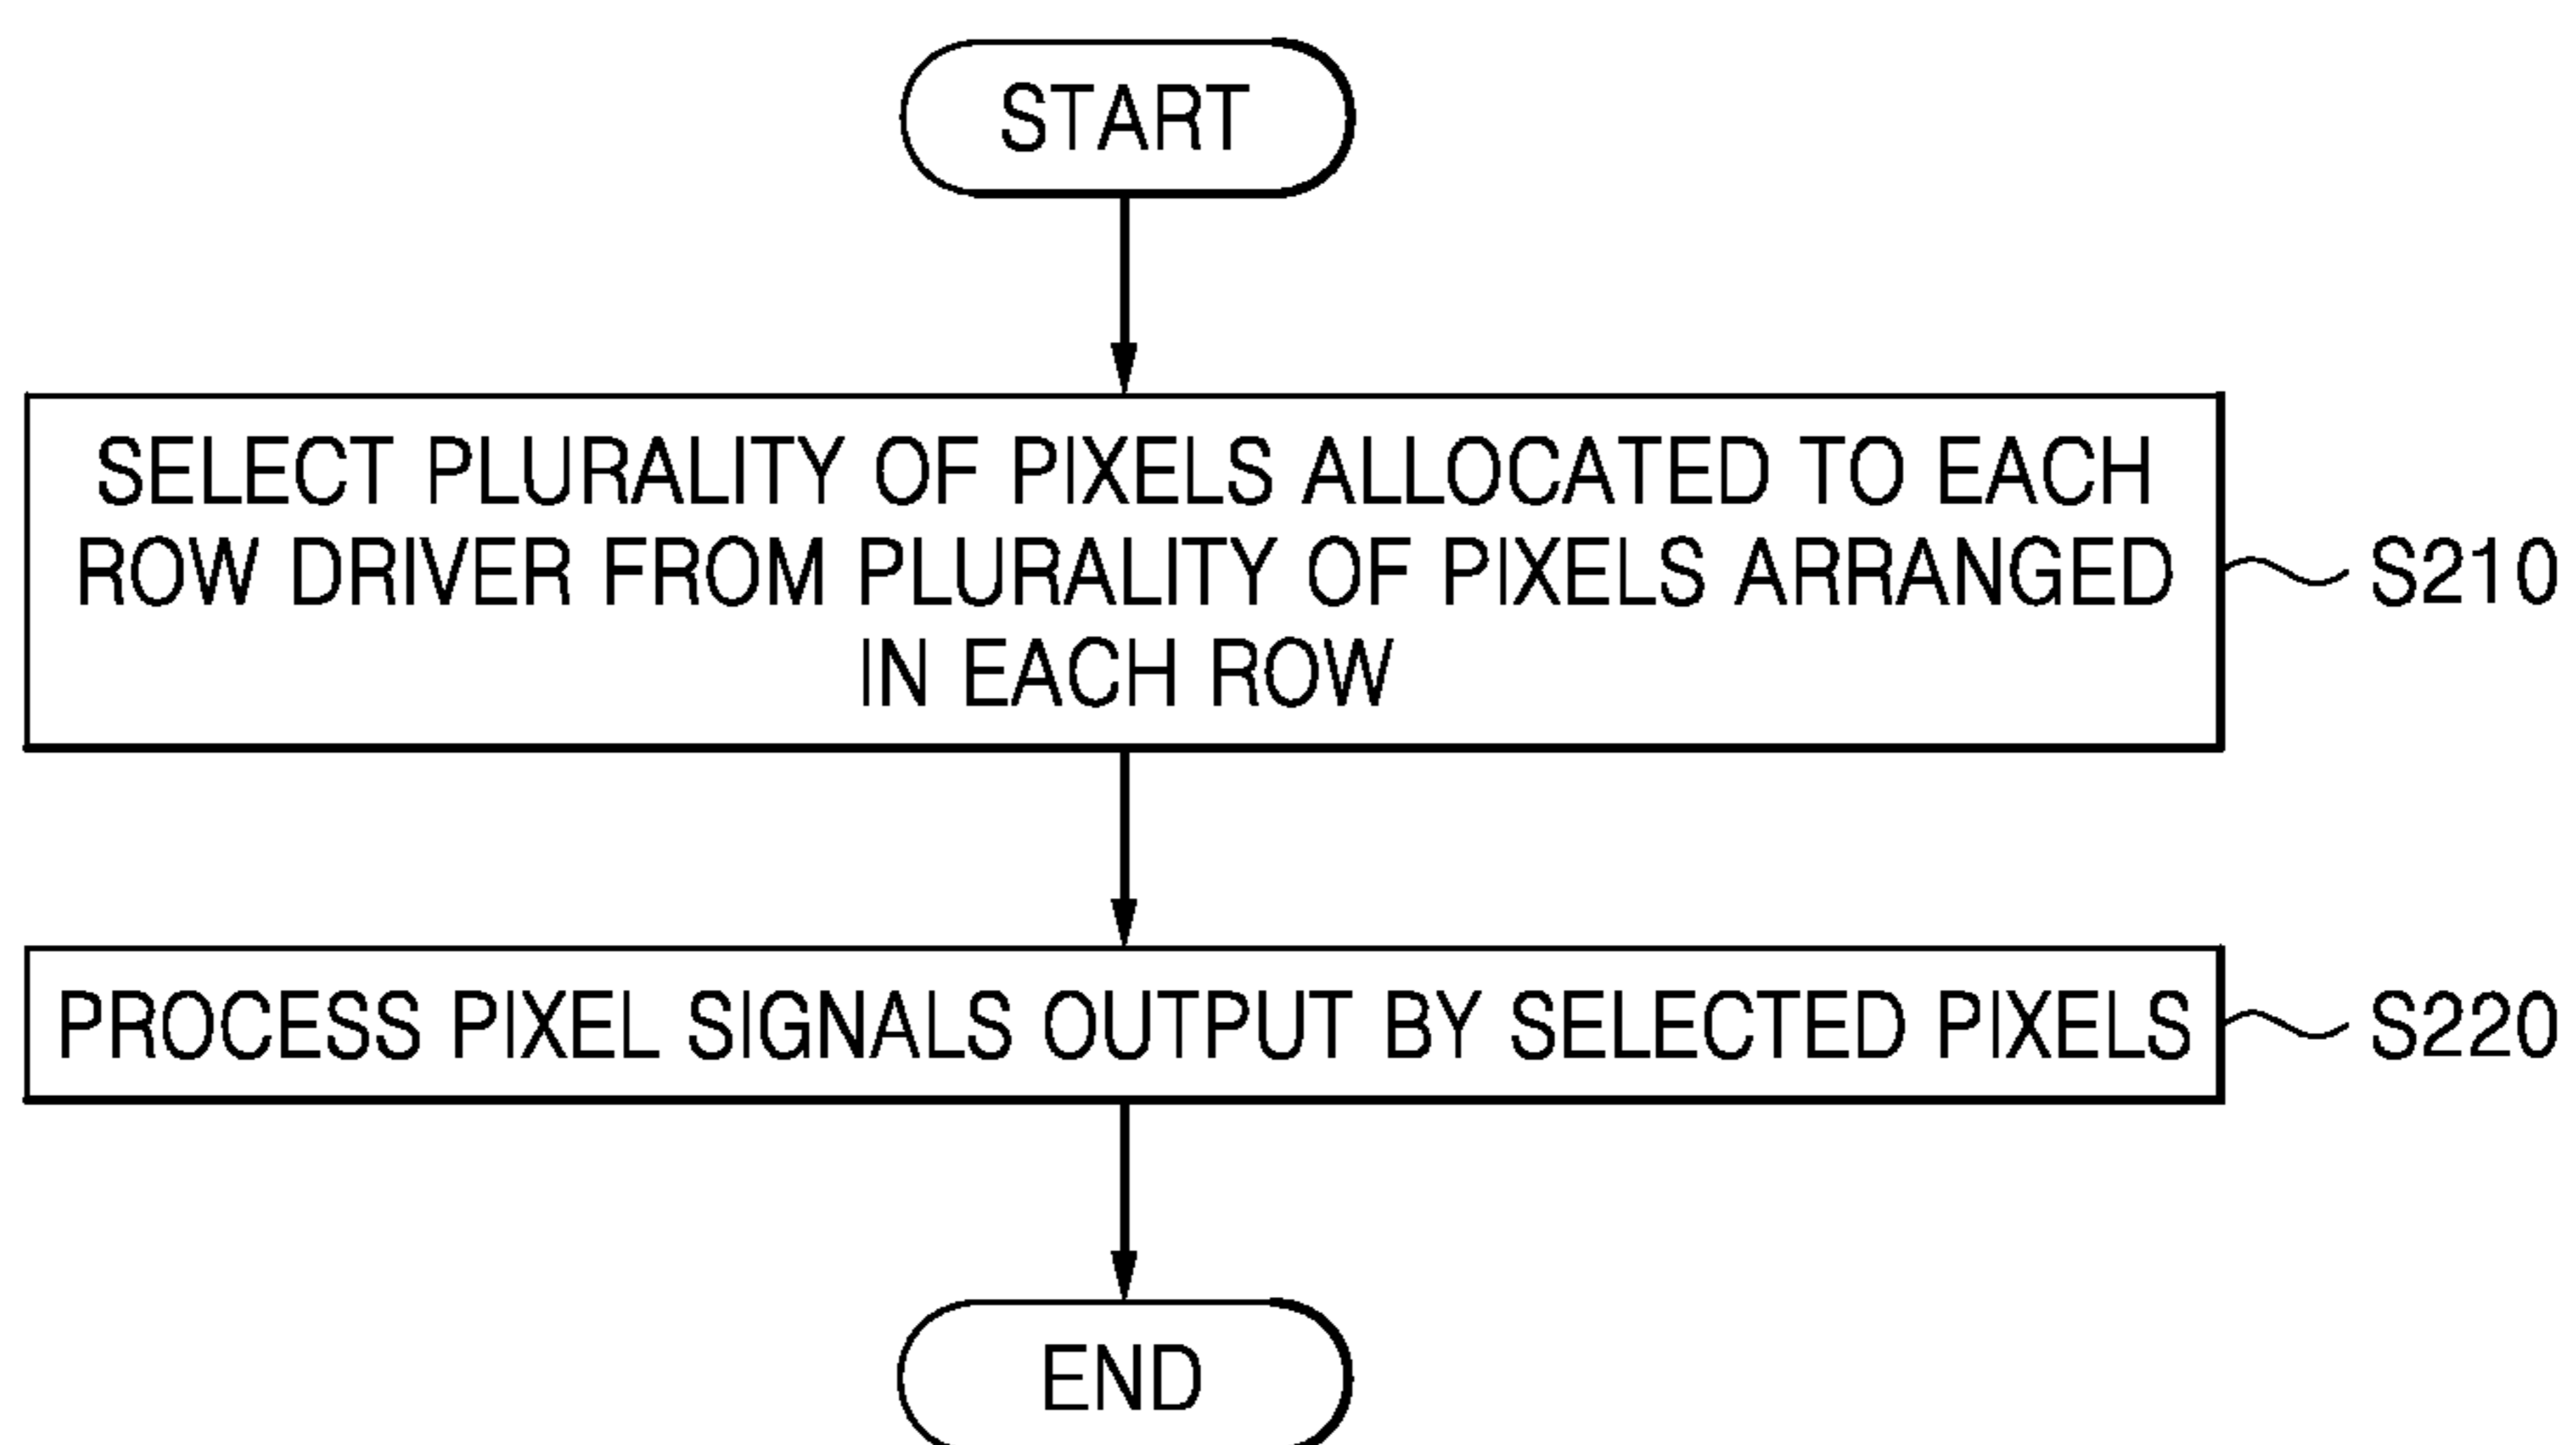 START
SELECT PLURALITY OF PIXELS ALLOCATED TO EACH
ROW DRIVER FROM PLURALITY OF PIXELS ARRANGED
IN EACH ROW
S210
PROCESS PIXEL SIGNALS OUTPUT BY SELECTED PIXELS
S220
END